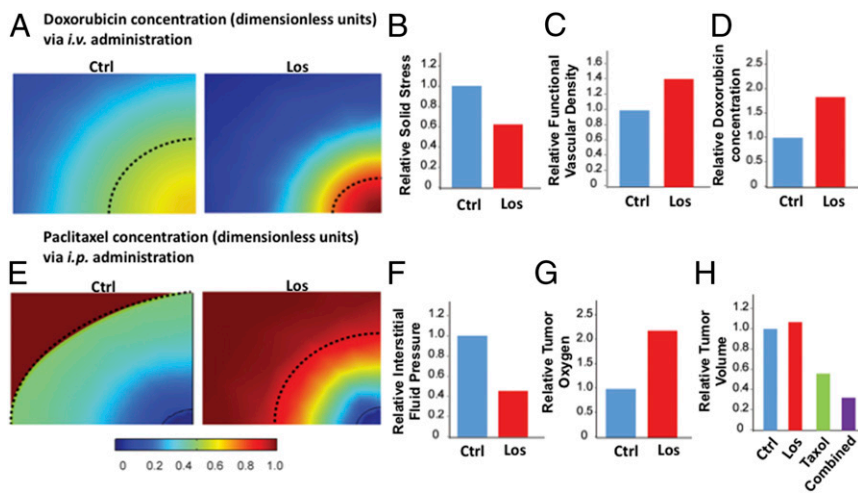 A
Doxorubicin concentration (dimensionless units)
via i.v. administration
Ctrl
Los
B
Relative Solid Stress
1.2
1.0
0.8
0.6
0.4
0.2
0
Ctrl
Los
C
Relative Functional
Vascular Density
1.6
1.4
1.2
1.0
0.8
0.6
0.4
0.2
0
Ctrl
Los
D
Relative Doxorubicin
concentration
2.5
2.0
1.5
1.0
0.5
0
Ctrl
Los
Paclitaxel concentration (dimensionless units)
via i.p. administration
E
Ctrl
Los
0 0.2 0.4 0.6 0.8 1.0
F
Relative Interstitial
Fluid Pressure
1.2
1.0
0.8
0.6
0.4
0.2
0
Ctrl
Los
G
Relative Tumor
Oxygen
2.5
2.0
1.5
1.0
0.5
0
Ctrl
Los
H
Relative Tumor
Volume
1.2
1.0
0.8
0.6
0.4
0.2
0
Ctrl
Los
Taxol
Combined